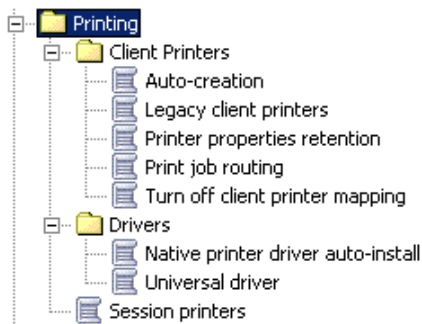 Printing
Client Printers
Auto-creation
Legacy client printers
Printer properties retention
Print job routing
Turn off client printer mapping
Drivers
Native printer driver auto-install
Universal driver
Session printers